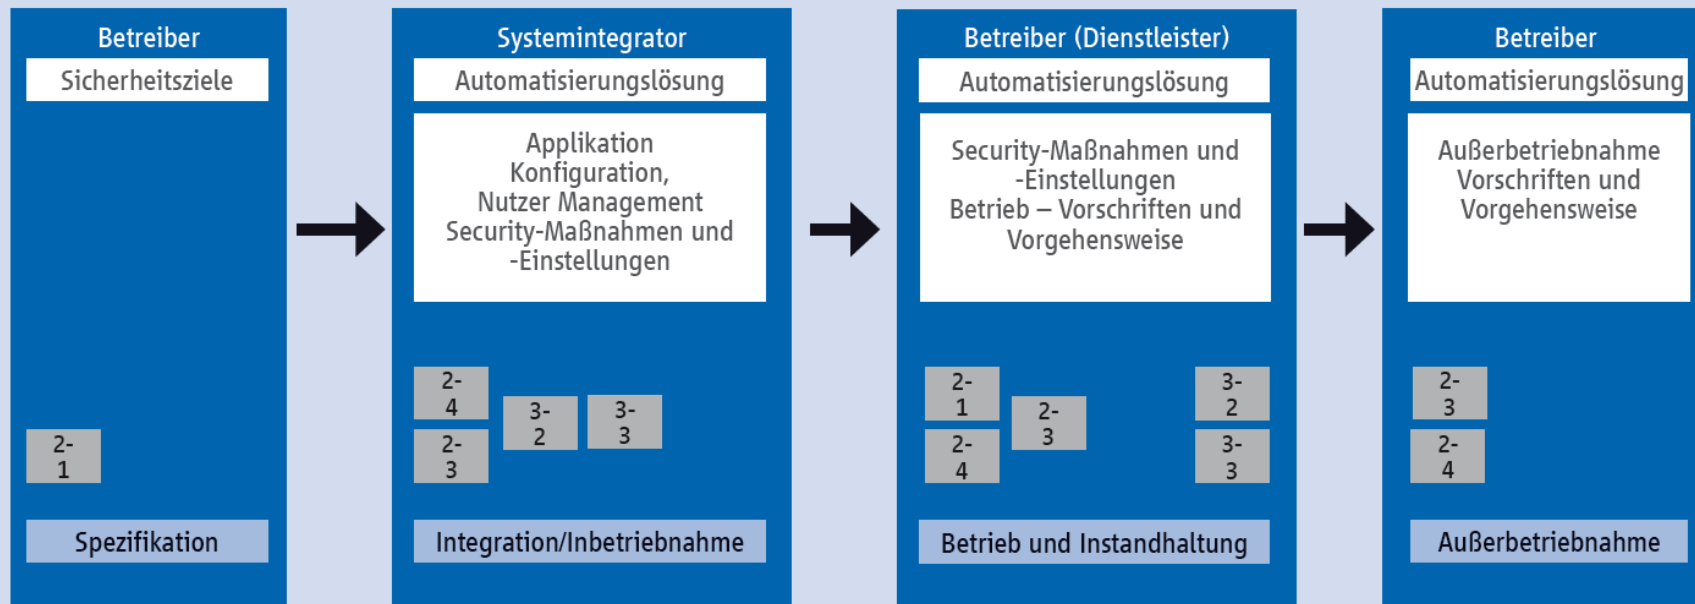 Betreiber
Sicherheitsziele
2-
1
Spezifikation
Systemintegrator
Automatisierungslösung
Applikation
Konfiguration,
Nutzer Management
Security-Maßnahmen und
-Einstellungen
2-
4
2-
3
3-
2
3-
3
Integration/Inbetriebnahme
Betreiber (Dienstleister)
Automatisierungslösung
Security-Maßnahmen und
-Einstellungen
Betrieb – Vorschriften und
Vorgehensweise
2-
1
2-
4
2-
3
3-
2
3-
3
Betrieb und Instandhaltung
Betreiber
Automatisierungslösung
Außerbetriebnahme
Vorschriften und
Vorgehensweise
2-
3
2-
4
Außerbetriebnahme